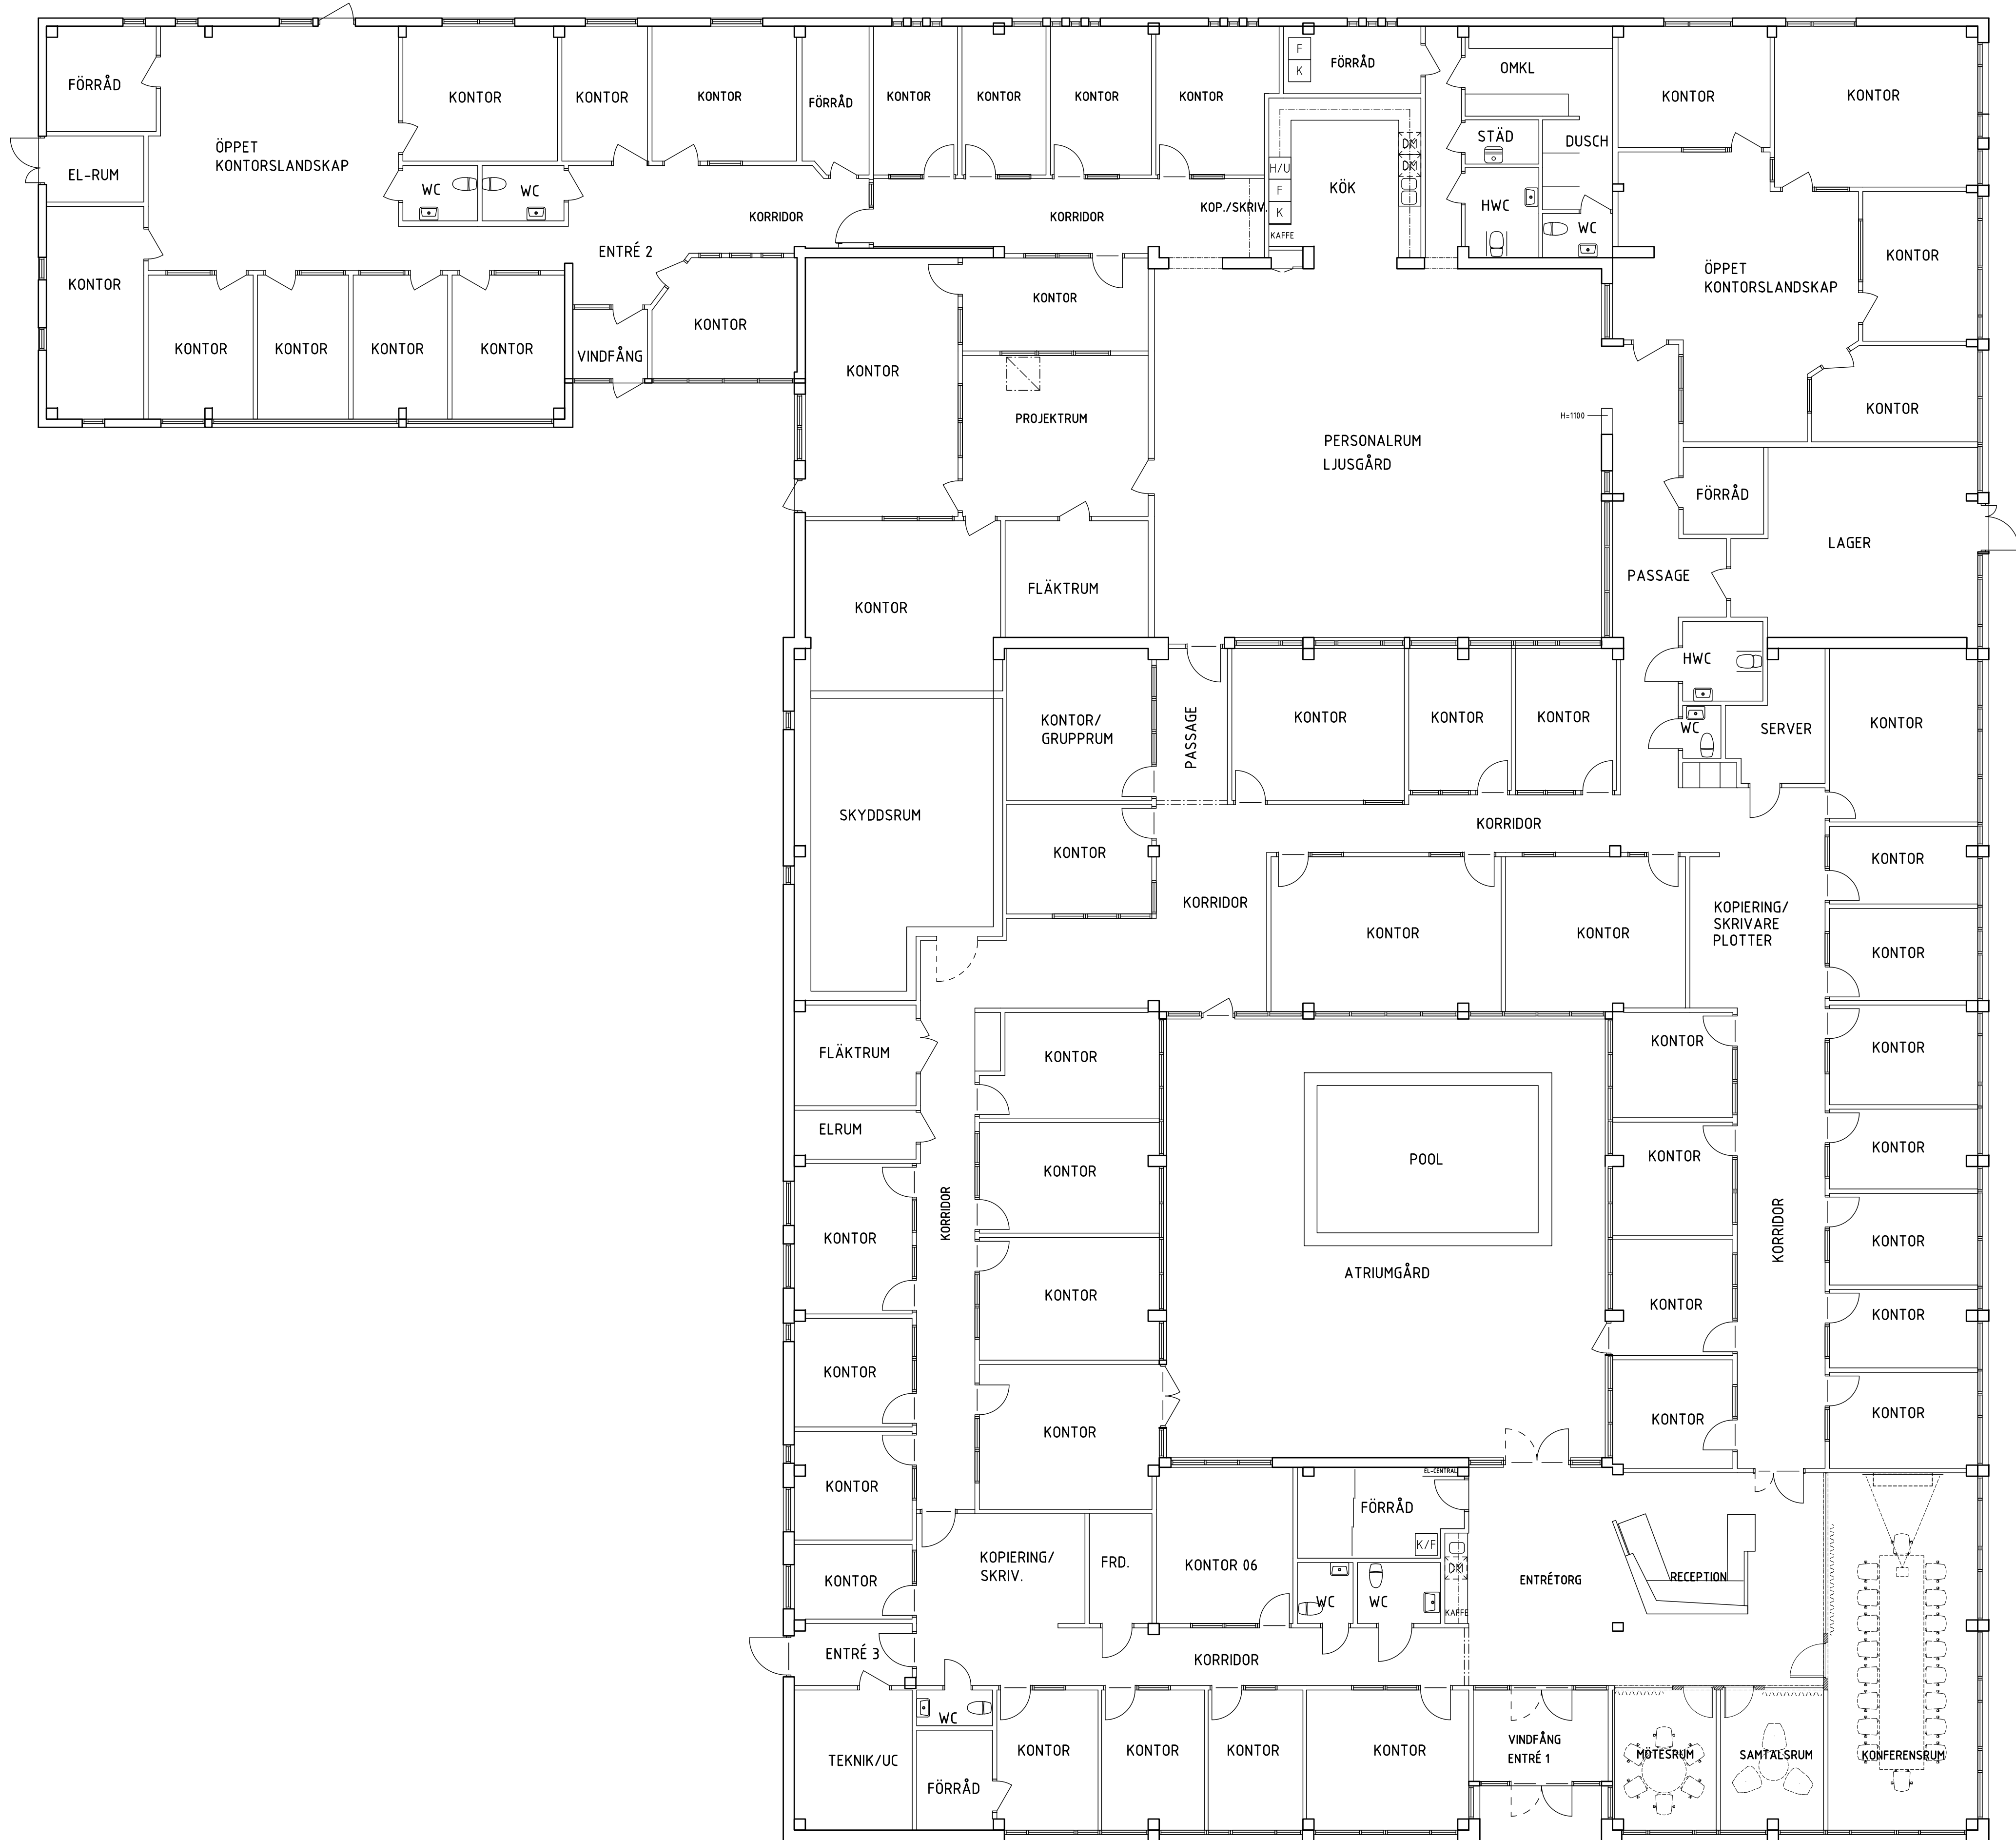 FÖRRÅD
KONTOR
KONTOR
KONTOR
FÖRRÅD
KONTOR
KONTOR
KONTOR
KONTOR
F
K
FÖRRÅD
OMKL
KONTOR
KONTOR
ÖPPET
KONTORSLANDSKAP
EL-RUM
WC
WC
KORRIDOR
KORRIDOR
KOP./SKRIV.
H/U
F
K
KAFFE
KÖK
DM
DM
STÄD
DUSCH
HWC
WC
ENTRÉ 2
KONTOR
KONTOR
KONTOR
KONTOR
KONTOR
VINDFÅNG
KONTOR
KONTOR
KONTOR
PROJEKTRUM
ÖPPET
KONTORSLANDSKAP
KONTOR
KONTOR
H=1100
PERSONALRUM
LJUSGÅRD
FÖRRÅD
LAGER
PASSAGE
KONTOR
FLÄKTRUM
HWC
WC
SERVER
KONTOR
KONTOR/
GRUPPRUM
PASSAGE
KONTOR
KONTOR
KONTOR
SKYDDSRUM
KONTOR
KORRIDOR
KORRIDOR
KONTOR
KONTOR
KOPIERING/
SKRIVARE
PLOTTER
KONTOR
KONTOR
FLÄKTRUM
KONTOR
KONTOR
KONTOR
ELRUM
KONTOR
POOL
KONTOR
KONTOR
KORRIDOR
KONTOR
KORRIDOR
KONTOR
ATRIUMGÅRD
KONTOR
KONTOR
KONTOR
KONTOR
KONTOR
KONTOR
KONTOR
KONTOR
EL-CENTRAL
KONTOR
KOPIERING/
SKRIV.
FRD.
KONTOR 06
FÖRRÅD
K/F
DM
KAFFE
WC
WC
ENTRÉTORG
RECEPTION
KONTOR
ENTRÉ 3
KORRIDOR
WC
TEKNIK/UC
FÖRRÅD
KONTOR
KONTOR
KONTOR
KONTOR
VINDFÅNG
ENTRÉ 1
MÖTESRUM
SAMTALSRUM
KONFERENSRUM